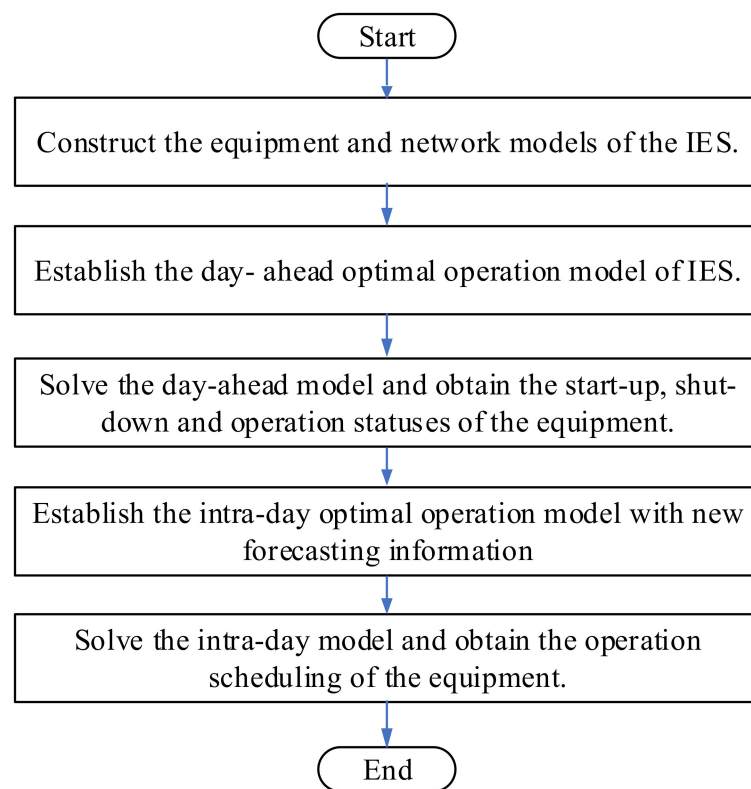 Start
Construct the equipment and network models of the IES.
Establish the day- ahead optimal operation model of IES.
Solve the day-ahead model and obtain the start-up, shut-
down and operation statuses of the equipment.
Establish the intra-day optimal operation model with new
forecasting information
Solve the intra-day model and obtain the operation
scheduling of the equipment.
End